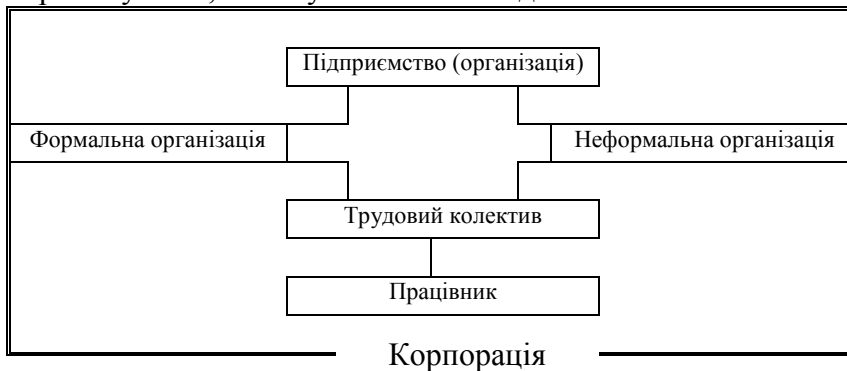 Підприємство (організація)
Формальна організація
Неформальна організація
Трудовий колектив
Працівник
Корпорація